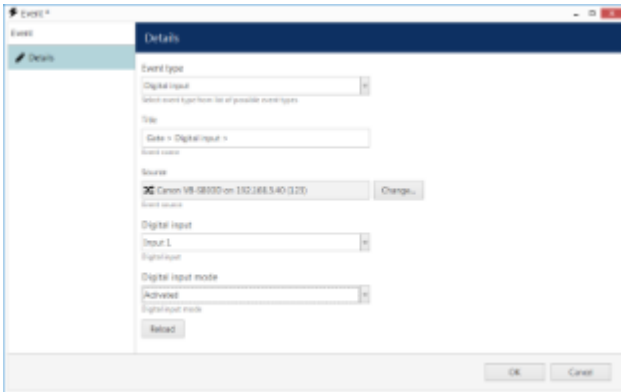 Event *
Event
Details
Details
Event type
Digital input
Select event type from list of possible event types
Title
Gate > Digital input >
Event name
Source
Canon VB-S800D on 192.168.5.40 (123)
Change...
Event source
Digital input
Input 1
Digital input
Digital input mode
Activated
Digital input mode
Reload
OK
Cancel